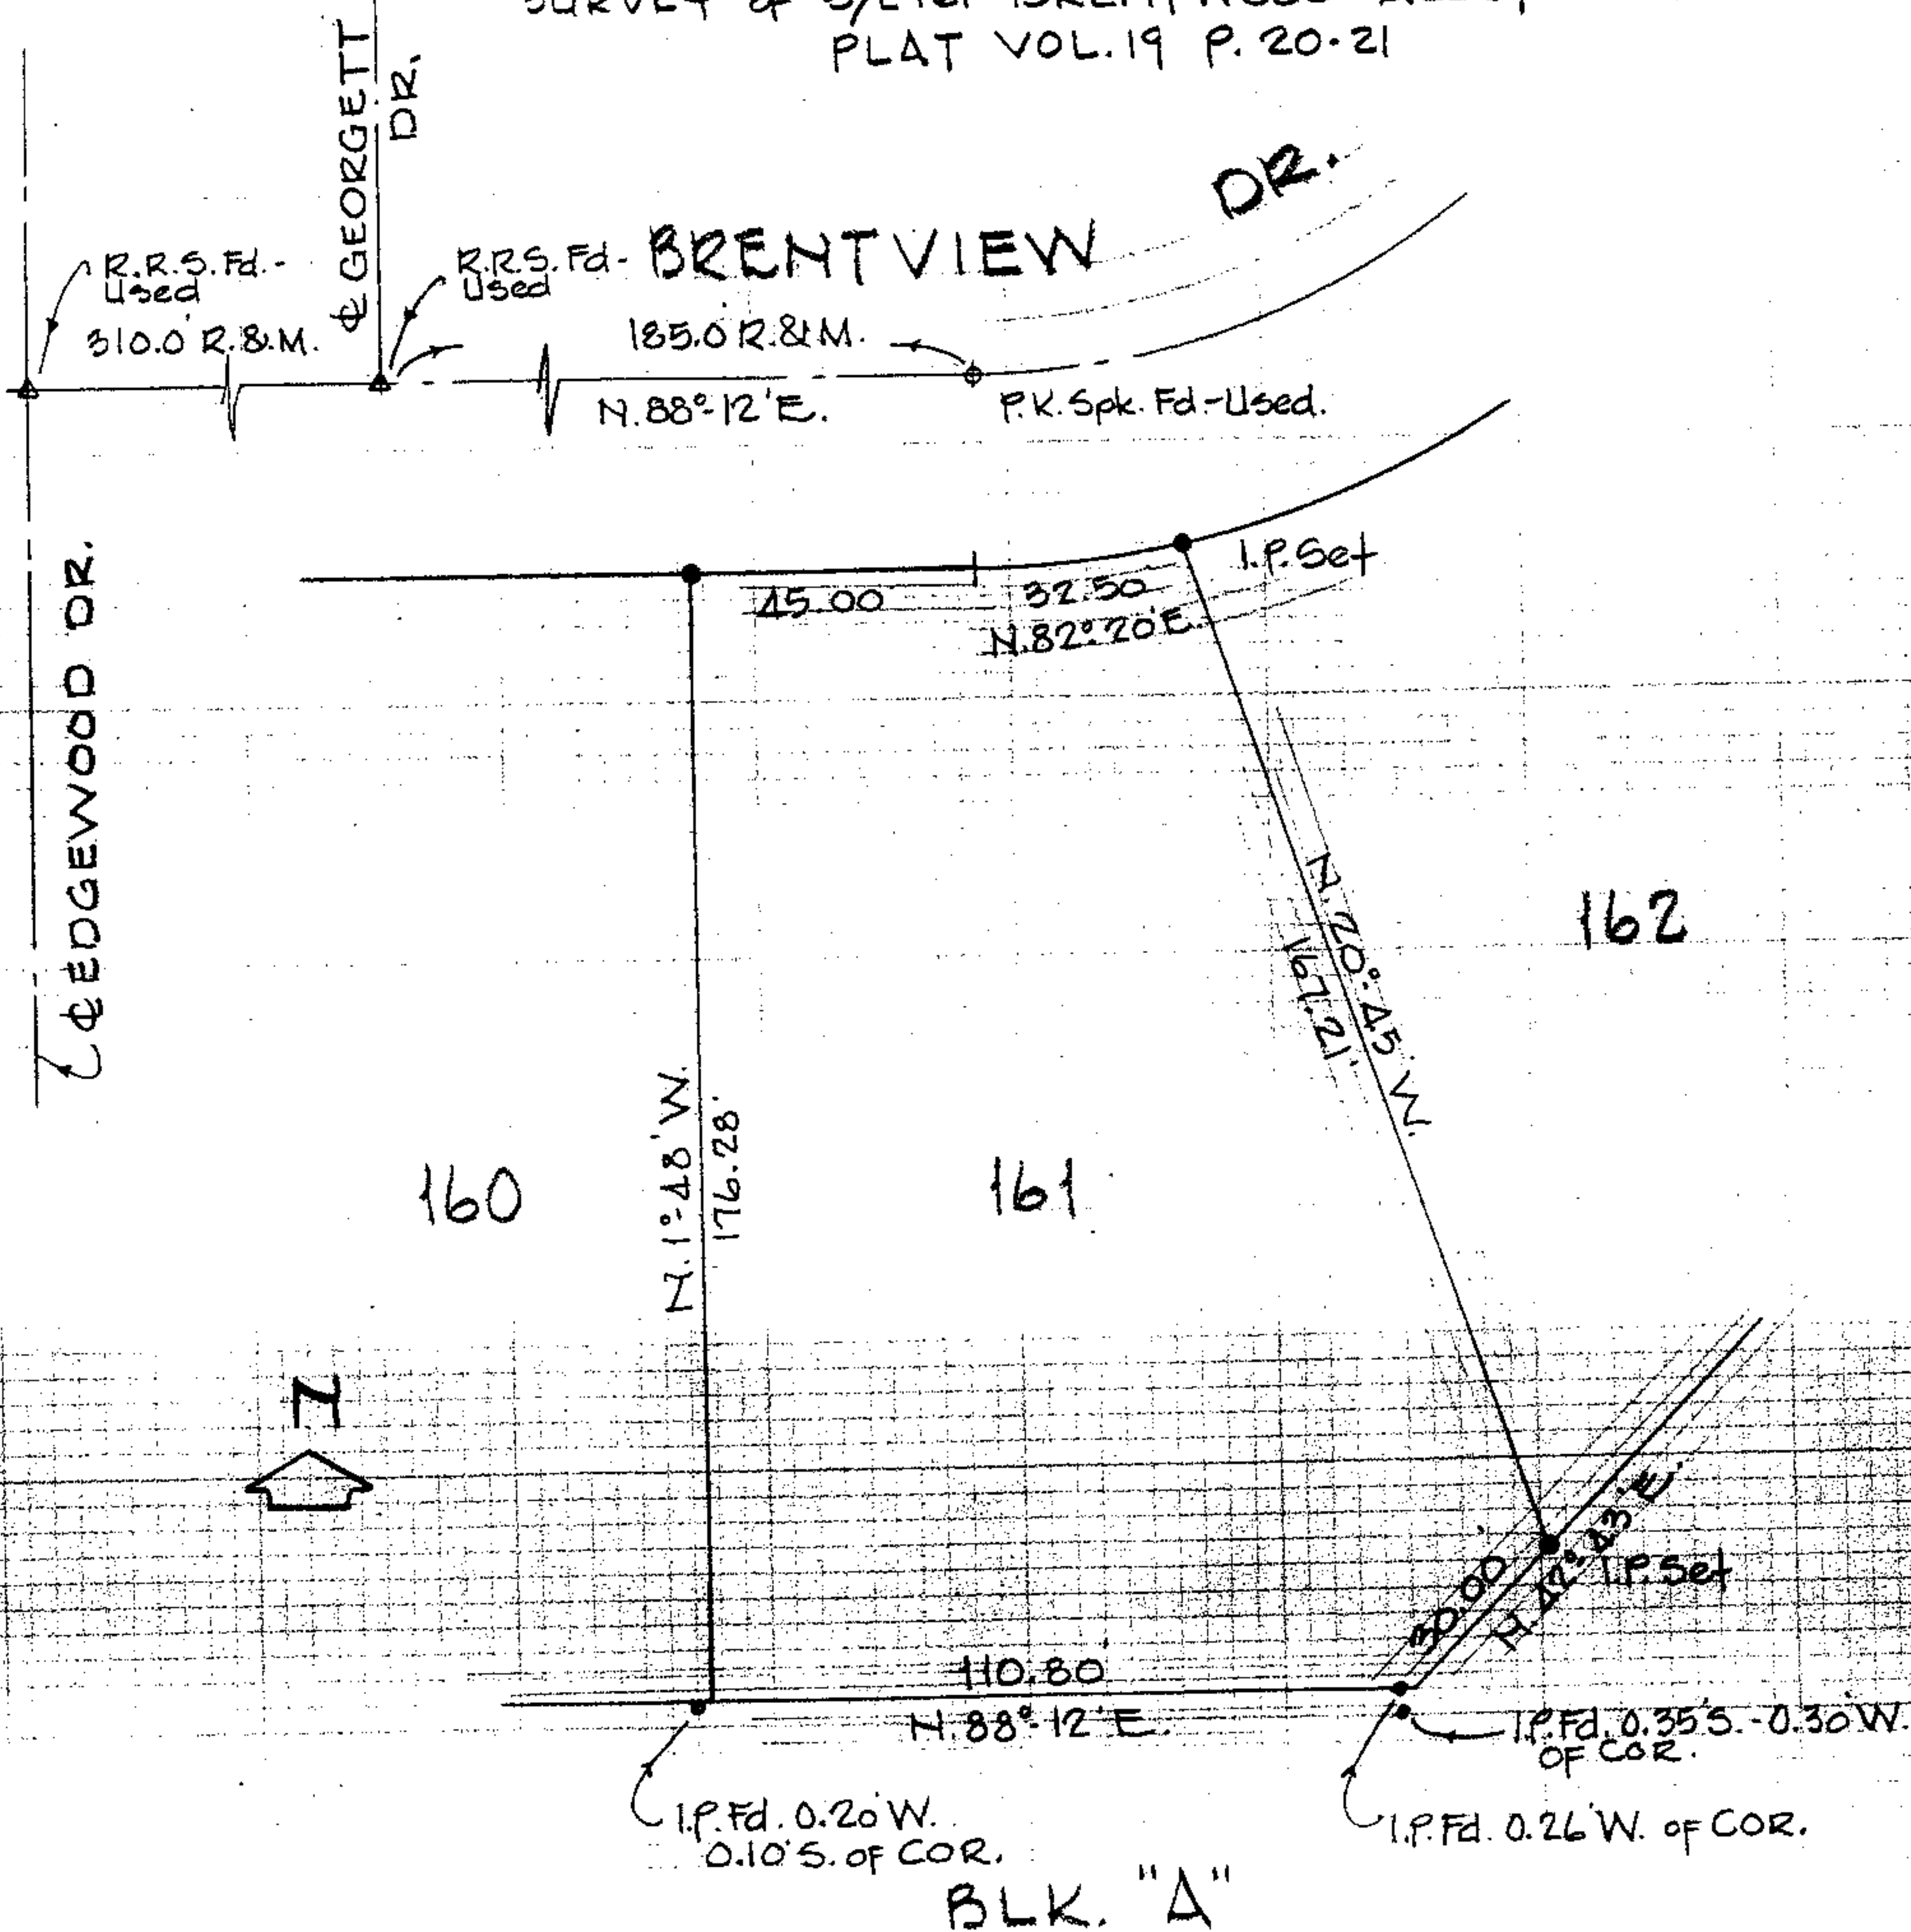 PLAT VOL. 19 P. 20-21
℄ GEORGETT
DR.
BRENTVIEW DR.
R.R.S. Fd.-
Used
310.0' R.&M.
R.R.S. Fd-
Used
185.0 R.&M.
N.88°-12'E.
P.K. Spk. Fd.-Used.
℄ EDGEWOOD DR.
45.00
32.50
N.82°-20'E.
I.P. Set
N.20°-45'W.
167.21'
162
N.1°-48'W.
176.28'
160
161
N
30.00'
N.42°-43'E.
I.P. Set
110.80'
N.88°-12'E.
I.P. Fd. 0.35'S.-0.30'W.
OF COR.
I.P. Fd. 0.20'W.
0.10'S. OF COR.
I.P. Fd. 0.26'W. OF COR.
BLK. "A"